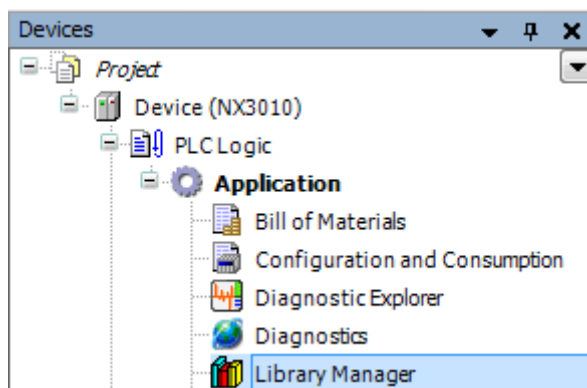 Devices
Project
Device (NX3010)
PLC Logic
Application
Bill of Materials
Configuration and Consumption
Diagnostic Explorer
Diagnostics
Library Manager